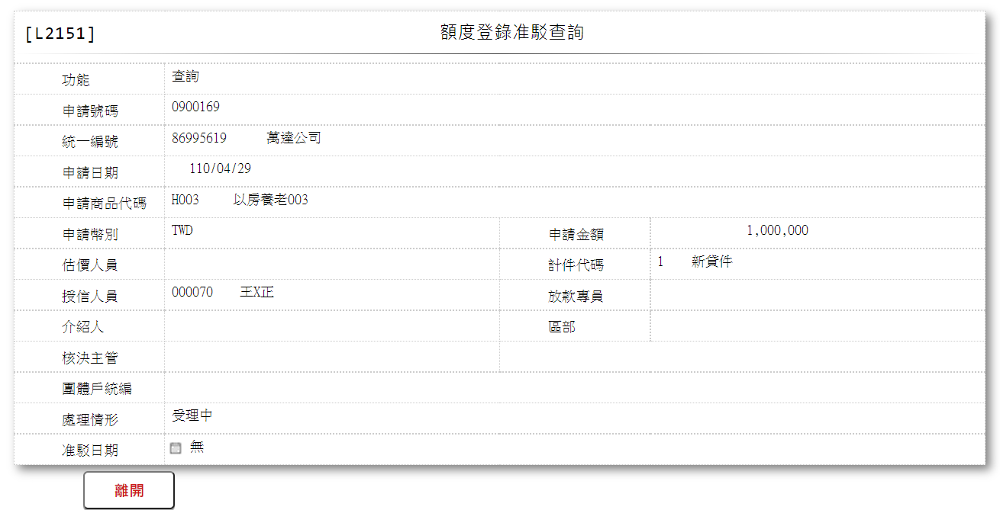 [L2151] 額度登錄准駁查詢
功能 查詢
申請號碼 0900169
統一編號 86995619 萬達公司
申請日期 110/04/29
申請商品代碼 H003 以房養老003
申請幣別 TWD 申請金額 1,000,000
估價人員 計件代碼 1 新貸件
授信人員 000070 王X正 放款專員
介紹人 區部
核決主管
團體戶統編
處理情形 受理中
准駁日期 無
離開